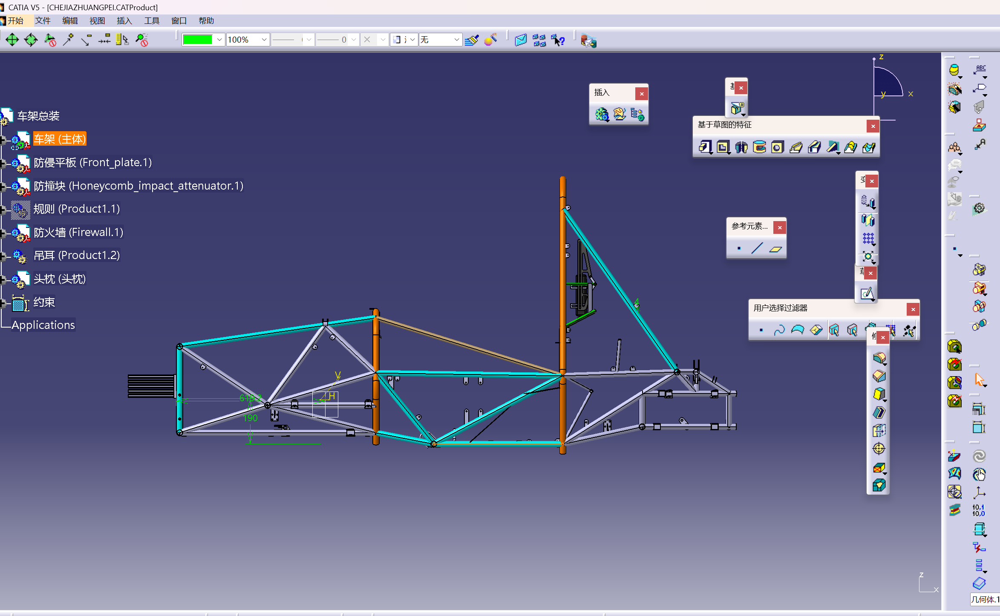 CATIA V5 - [CHEJIAZHUANGPEI.CATProduct]
开始 文件 编辑 视图 插入 工具 窗口 帮助
100% 0 无
z
y x
插入
基于草图的特征
车架总装
车架 (主体)
防侵平板 (Front_plate.1)
防撞块 (Honeycomb_impact_attenuator.1)
规则 (Product1.1)
防火墙 (Firewall.1)
吊耳 (Product1.2)
头枕 (头枕)
约束
Applications
参考元素...
用户选择过滤器
4
V
H
190
ABC
10,1
10,0
z
x
几何体.1